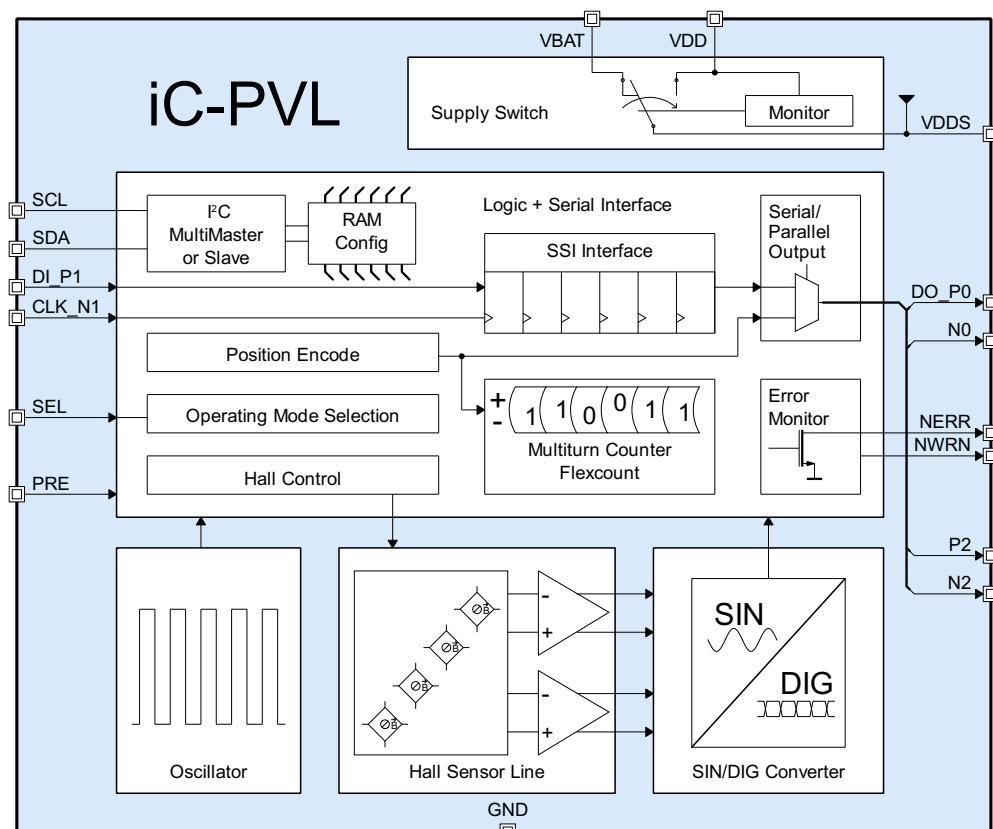 VBAT
VDD
iC-PVL
Supply Switch
Monitor
VDDS
SCL
SDA
DI_P1
CLK_N1
SEL
PRE
I²C
MultiMaster
or Slave
RAM
Config
Logic + Serial Interface
SSI Interface
Serial/
Parallel
Output
DO_P0
N0
Position Encode
Operating Mode Selection
Hall Control
+
-
1 1 0 0 1 1
Multiturn Counter
Flexcount
Error
Monitor
NERR
NWRN
P2
N2
Oscillator
B
B
B
B
-
+
-
+
Hall Sensor Line
SIN
DIG
SIN/DIG Converter
GND